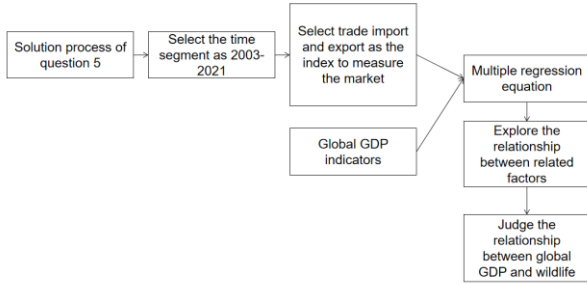 Solution process of
question 5
Select the time
segment as 2003-
2021
Select trade import
and export as the
index to measure
the market
Global GDP
indicators
Multiple regression
equation
Explore the
relationship
between related
factors
Judge the
relationship
between global
GDP and wildlife